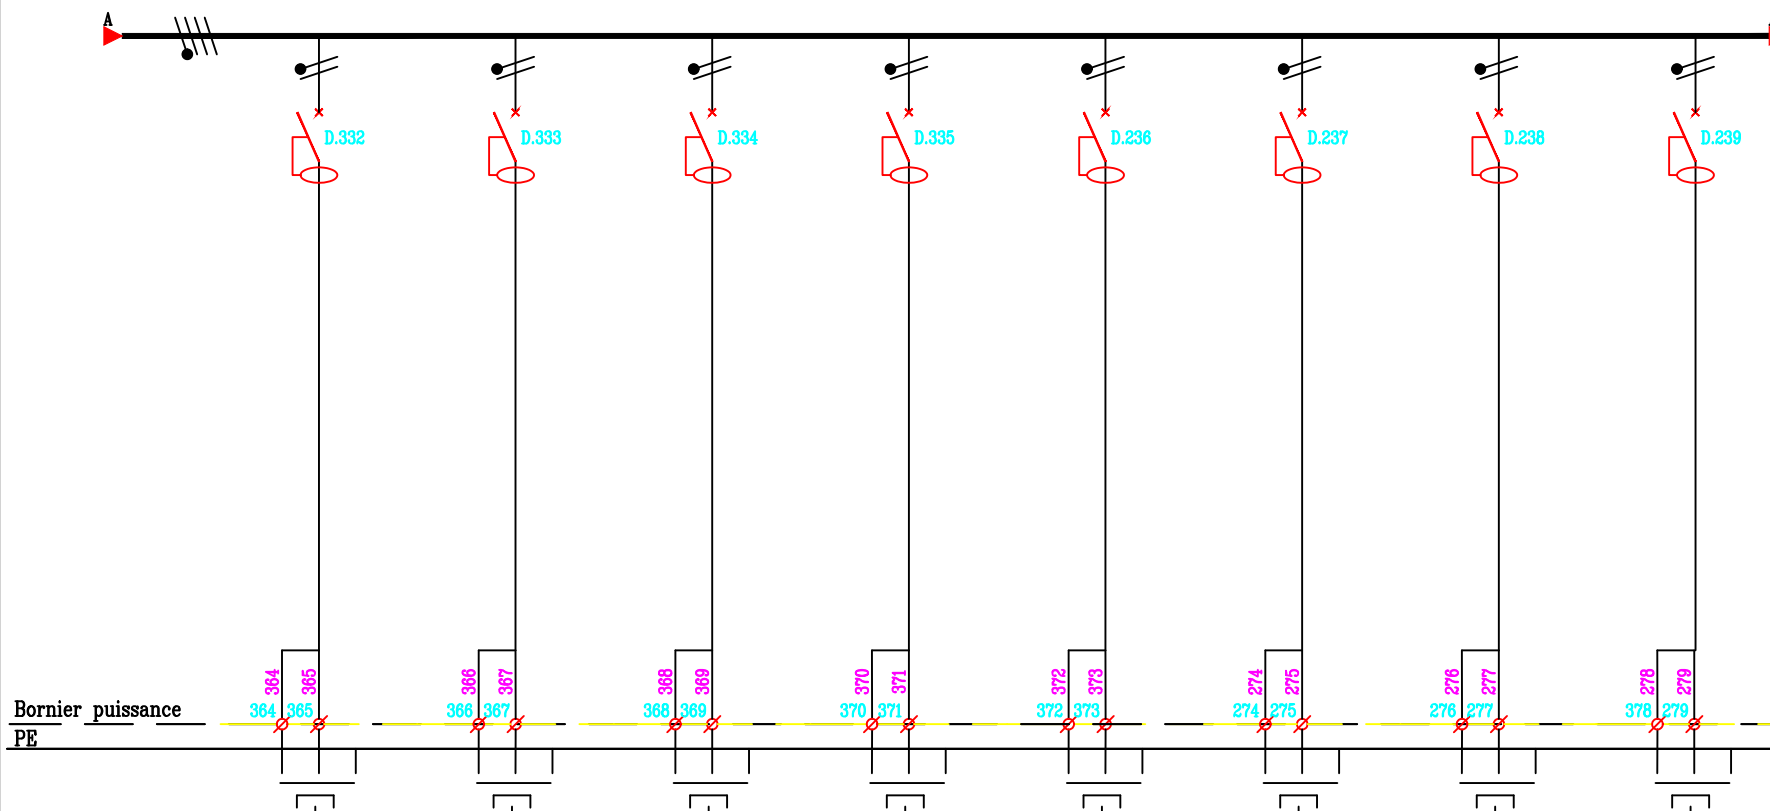 A
D.332 D.333 D.334 D.335 D.236 D.237 D.238 D.239
364 365 366 367 368 369 370 371 372 373 274 275 276 277 278 279
Bornier puissance 364 365 366 367 368 369 370 371 372 373 274 275 276 277 378 279
PE